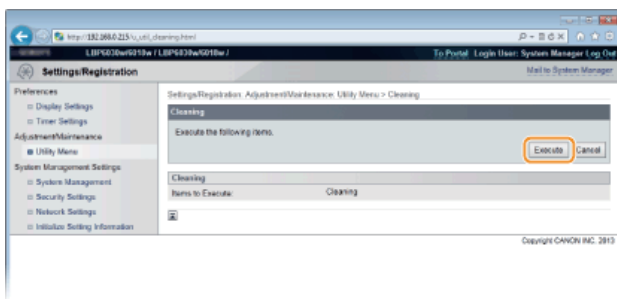 http://192.168.0.215/u_util_cleaning.html
LBP6030w/6018w / LBP6030w/6018w /
To Portal Login User: System Manager Log Out
Settings/Registration
Mail to System Manager
Preferences
Display Settings
Timer Settings
Adjustment/Maintenance
Utility Menu
System Management Settings
System Management
Security Settings
Network Settings
Initialize Setting Information
Settings/Registration: Adjustment/Maintenance: Utility Menu > Cleaning
Cleaning
Execute the following items.
Execute Cancel
Cleaning
Items to Execute: Cleaning
Copyright CANON INC. 2013